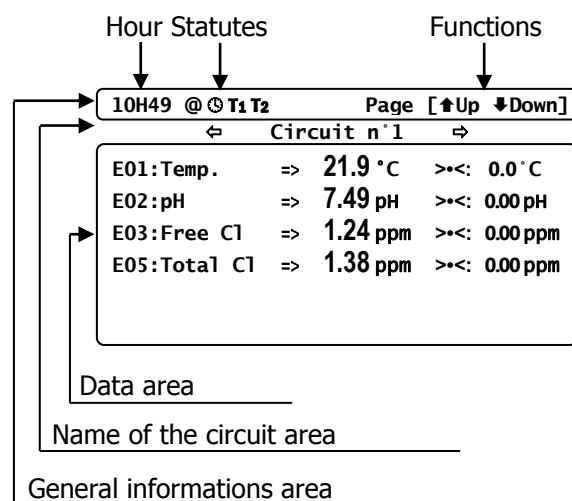 Hour Statutes Functions
10H49 @ T1 T2 Page [⬆Up ⬇Down]
⇦ Circuit n°1 ⇨
E01:Temp. => 21.9 °C >•<: 0.0°C
E02:pH => 7.49 pH >•<: 0.00 pH
E03:Free Cl => 1.24 ppm >•<: 0.00 ppm
E05:Total Cl => 1.38 ppm >•<: 0.00 ppm
Data area
Name of the circuit area
General informations area